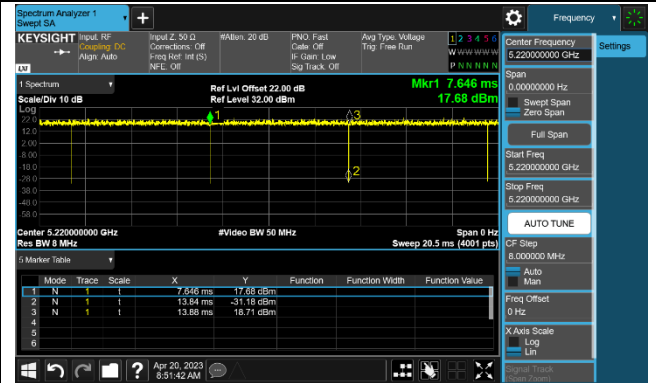 Spectrum Analyzer 1
Swept SA
Frequency
KEYSIGHT
Input: RF
Coupling: DC
Align: Auto
Input Z: 50 Ω
Corrections: Off
Freq Ref: Int (S)
NFE: Off
#Atten: 20 dB
PNO: Fast
Gate: Off
IF Gain: Low
Sig Track: Off
Avg Type: Voltage
Trig: Free Run
1 2 3 4 5 6
W W W W W W
P N N N N N
LXI
1 Spectrum
Scale/Div 10 dB
Ref Lvl Offset 22.00 dB
Ref Level 32.00 dBm
Mkr1 7.646 ms
17.68 dBm
Log
22.0
12.0
2.00
-8.00
-18.0
-28.0
-38.0
-48.0
-58.0
1
3
2
Center 5.220000000 GHz
Res BW 8 MHz
#Video BW 50 MHz
Span 0 Hz
Sweep 20.5 ms (4001 pts)
5 Marker Table
Mode Trace Scale X Y Function Function Width Function Value
1 N 1 t 7.646 ms 17.68 dBm
2 N 1 t 13.84 ms -31.18 dBm
3 N 1 t 13.88 ms 18.71 dBm
4
5
6
Apr 20, 2023
8:51:42 AM
Center Frequency
5.220000000 GHz
Span
0.00000000 Hz
Swept Span
Zero Span
Full Span
Start Freq
5.220000000 GHz
Stop Freq
5.220000000 GHz
AUTO TUNE
CF Step
8.000000 MHz
Auto
Man
Freq Offset
0 Hz
X Axis Scale
Log
Lin
Signal Track
(Span Zoom)
Settings